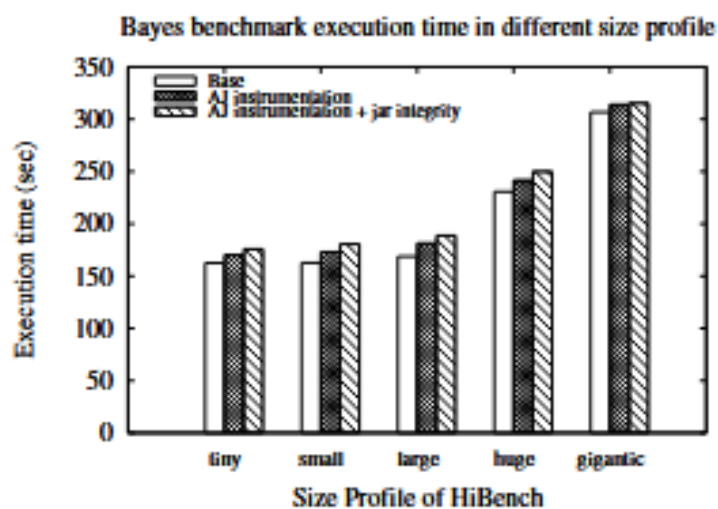 Bayes benchmark execution time in different size profile
350
300
250
200
150
100
50
0
Execution time (sec)
Base
AJ instrumentation
AJ instrumentation + jar integrity
tiny small large huge gigantic
Size Profile of HiBench